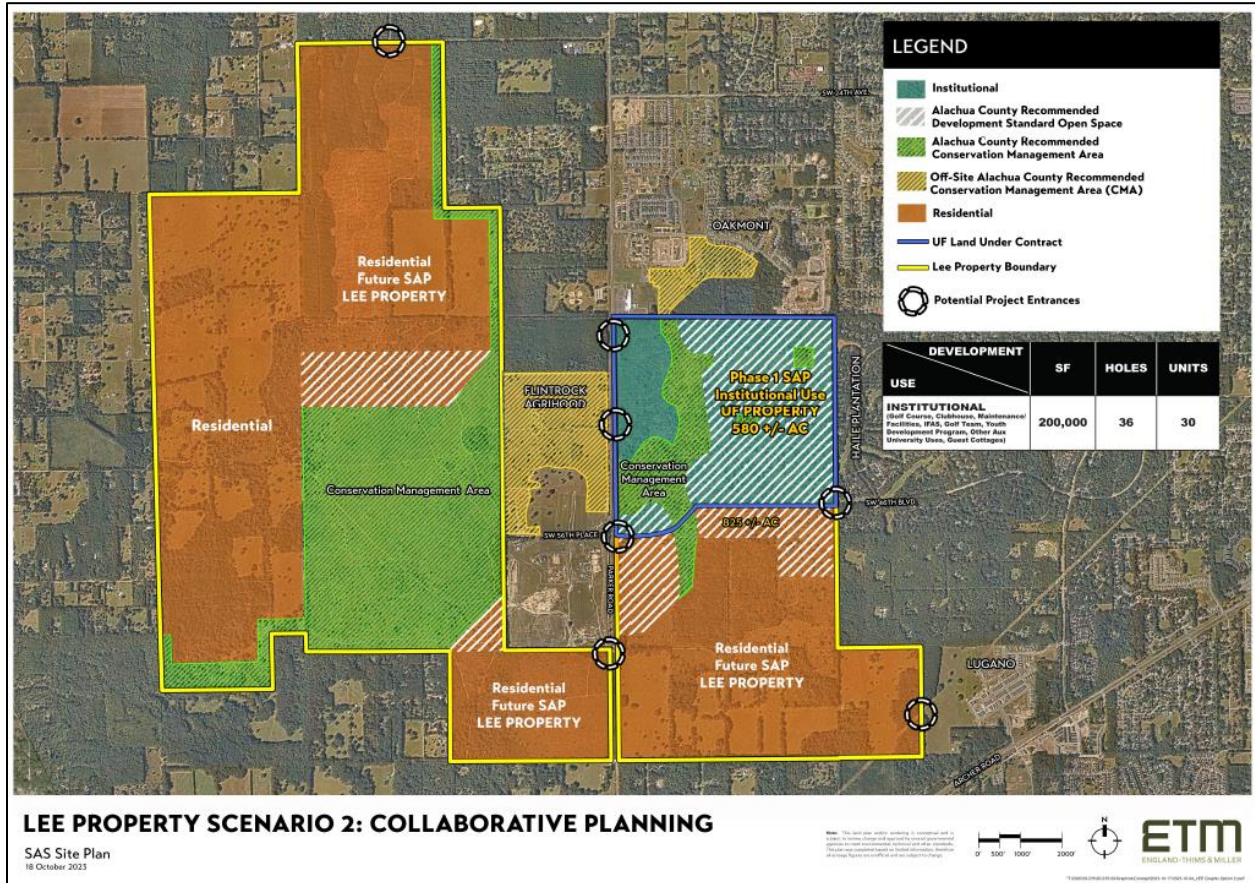 SW 24TH AVE.
OAKMONT
Residential
Future SAP
LEE PROPERTY
FLINTROCK
AGRIHOOD
Phase 1 SAP
Institutional Use
UF PROPERTY
580 +/- AC
HAILE PLANTATION
Residential
Conservation Management Area
Conservation
Management
Area
SW 46TH BLVD.
825 +/- AC
SW 56TH PLACE
PARKER ROAD
Residential
Future SAP
LEE PROPERTY
Residential
Future SAP
LEE PROPERTY
LUGANO
ARCHER ROAD
LEGEND
Institutional
Alachua County Recommended
Development Standard Open Space
Alachua County Recommended
Conservation Management Area
Off-Site Alachua County Recommended
Conservation Management Area (CMA)
Residential
UF Land Under Contract
Lee Property Boundary
Potential Project Entrances
DEVELOPMENT
USE
SF
HOLES
UNITS
INSTITUTIONAL
(Golf Course, Clubhouse, Maintenance/
Facilities, IFAS, Golf Team, Youth
Development Program, Other Aux
University Uses, Guest Cottages)
200,000
36
30
LEE PROPERTY SCENARIO 2: COLLABORATIVE PLANNING
SAS Site Plan
18 October 2023
0' 500' 1000' 2000'
N
ETM
ENGLAND-THIMS & MILLER